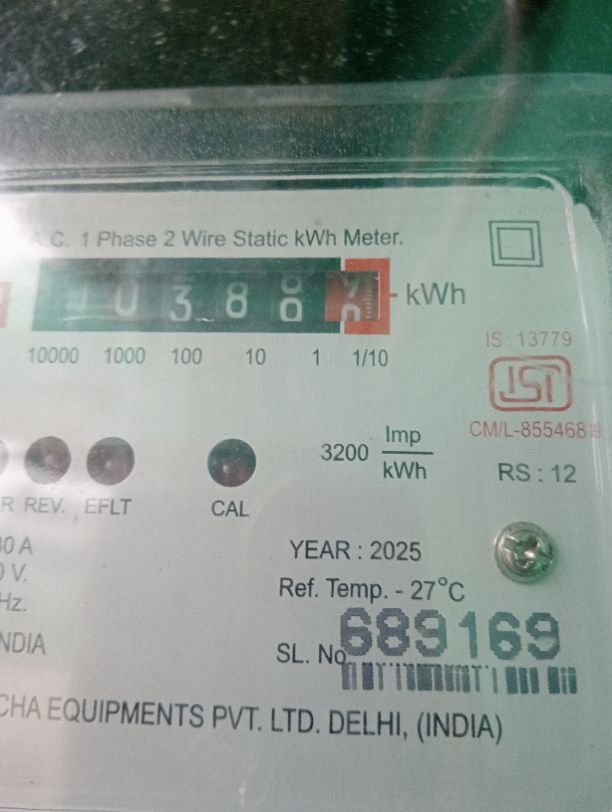 A.C. 1 Phase 2 Wire Static kWh Meter.
0 3 8 8
kWh
10000 1000 100 10 1 1/10
IS: 13779
ISI
CM/L-855468
3200 Imp
kWh
RS : 12
R REV. EFLT CAL
30 A
0 V.
Hz.
YEAR : 2025
Ref. Temp. - 27°C
NDIA
SL. No 689169
CHA EQUIPMENTS PVT. LTD. DELHI, (INDIA)